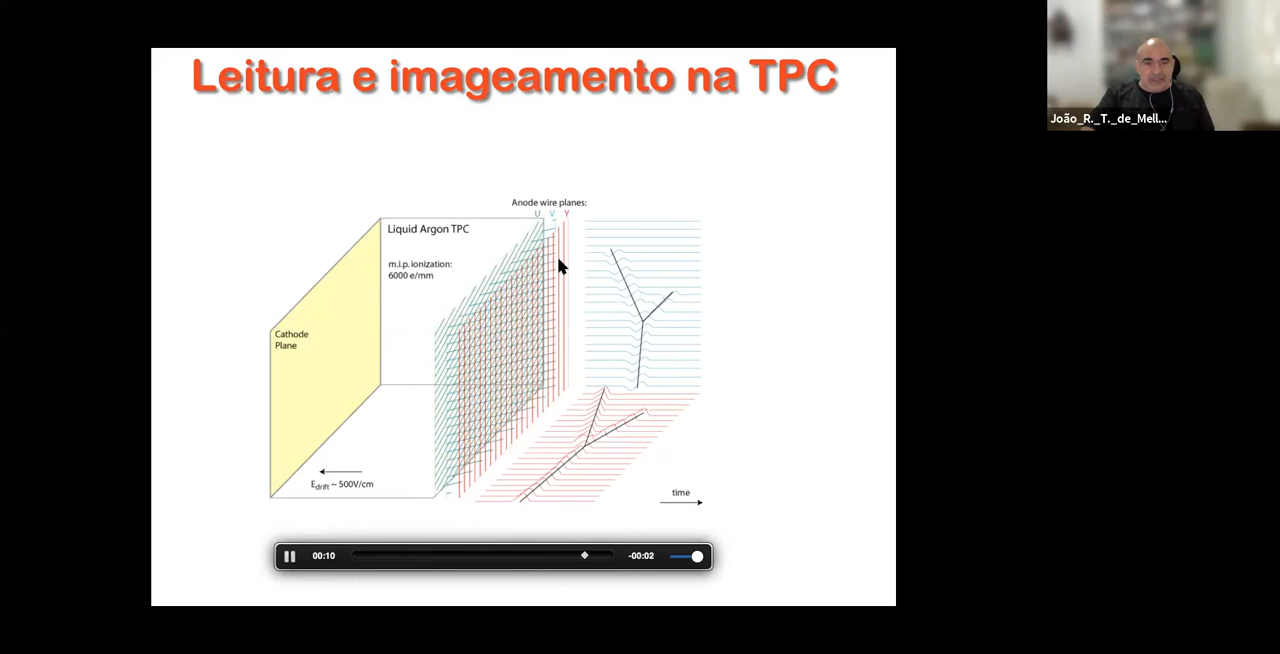 Leitura e imageamento na TPC
João_R._T._de_Mell...
Anode wire planes:
U V Y
Liquid Argon TPC
m.i.p. ionization:
6000 e/mm
Cathode
Plane
Edrift ~ 500V/cm
time
00:10
-00:02